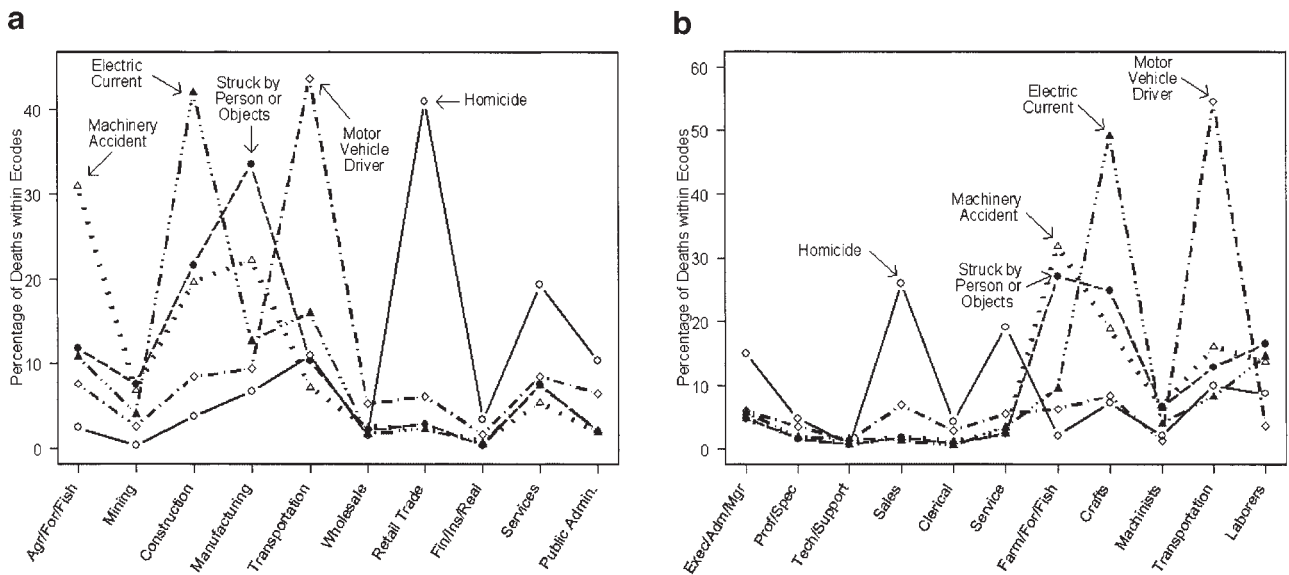 a
Electric
Current
Struck by
Person or
Objects
Machinery
Accident
Homicide
Motor
Vehicle
Driver
Percentage of Deaths within Ecodes
40
30
20
10
0
Agr/For/Fish
Mining
Construction
Manufacturing
Transportation
Wholesale
Retail Trade
Fin/Ins/Real
Services
Public Admin.
b
Motor
Vehicle
Driver
Electric
Current
Machinery
Accident
Homicide
Struck by
Person or
Objects
Percentage of Deaths within Ecodes
60
50
40
30
20
10
0
Exec/Adm/Mgr
Prof/Spec
Tech/Support
Sales
Clerical
Service
Farm/For/Fish
Crafts
Machinists
Transportation
Laborers